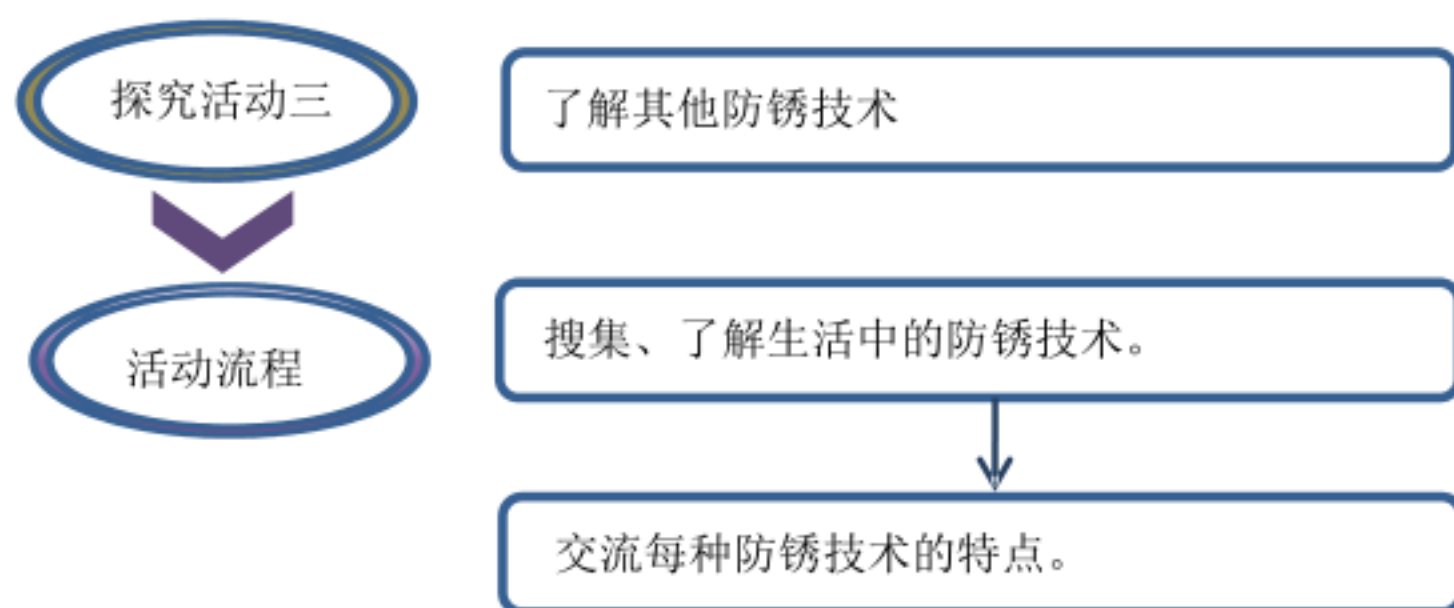 探究活动三
了解其他防锈技术
活动流程
搜集、了解生活中的防锈技术。
交流每种防锈技术的特点。